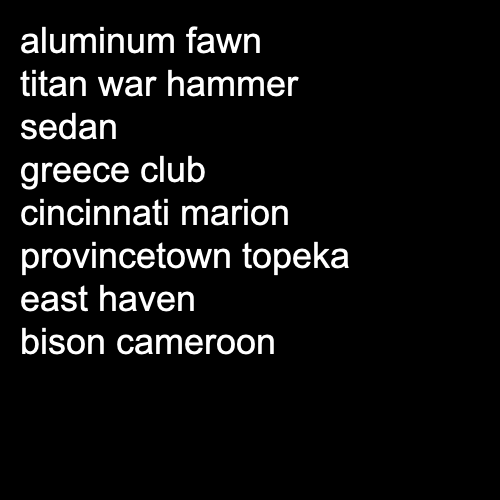 aluminum fawn
titan war hammer
sedan
greece club
cincinnati marion
provincetown topeka
east haven
bison cameroon